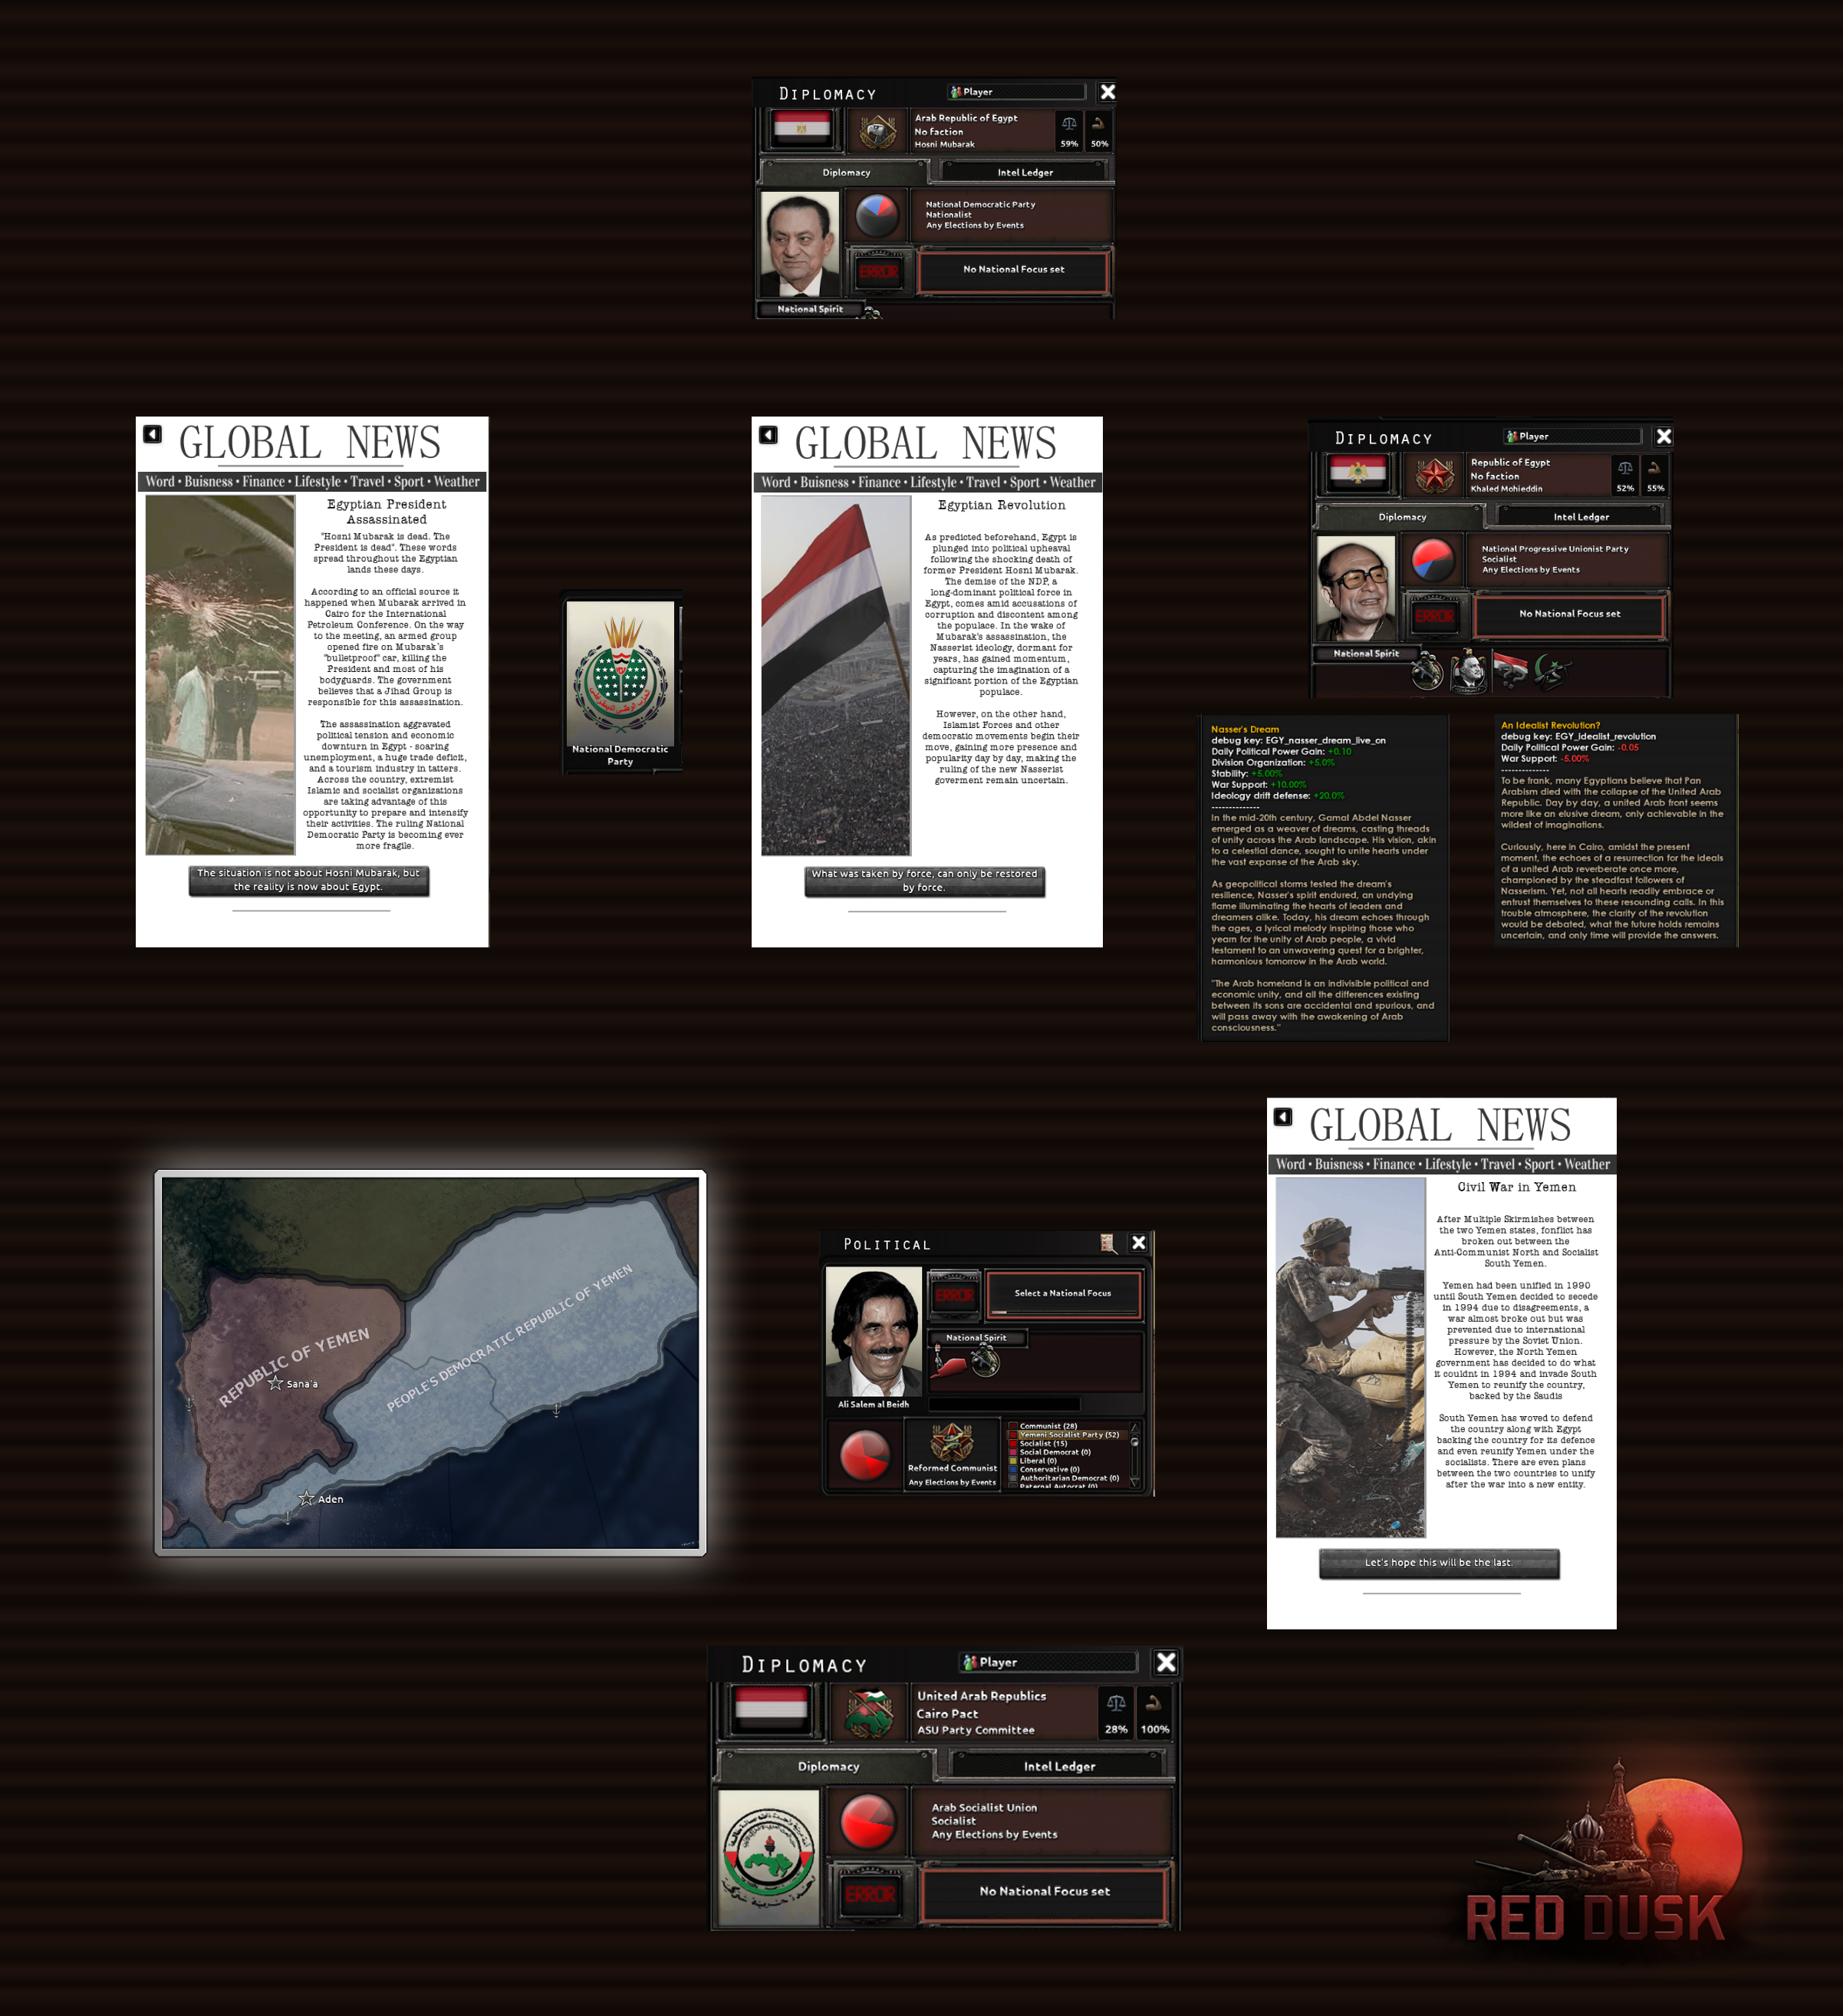 DIPLOMACY
Player
Arab Republic of Egypt
No faction
Hosni Mubarak
59%
50%
Diplomacy
Intel Ledger
National Democratic Party
Nationalist
Any Elections by Events
ERROR
No National Focus set
National Spirit
GLOBAL NEWS
Word • Buisness • Finance • Lifestyle • Travel • Sport • Weather
Egyptian President
Assassinated
"Hosni Mubarak is dead. The
President is dead". These words
spread throughout the Egyptian
lands these days.
According to an official source it
happened when Mubarak arrived in
Cairo for the International
Petroleum Conference. On the way
to the meeting, an armed group
opened fire on Mubarak's
"bulletproof" car, killing the
President and most of his
bodyguards. The government
believes that a Jihad Group is
responsible for this assassination.
The assassination aggravated
political tension and economic
downturn in Egypt - soaring
unemployment, a huge trade deficit,
and a tourism industry in tatters.
Across the country, extremist
Islamic and socialist organizations
are taking advantage of this
opportunity to prepare and intensify
their activities. The ruling National
Democratic Party is becoming ever
more fragile.
The situation is not about Hosni Mubarak, but
the reality is now about Egypt.
National Democratic
Party
GLOBAL NEWS
Word • Buisness • Finance • Lifestyle • Travel • Sport • Weather
Egyptian Revolution
As predicted beforehand, Egypt is
plunged into political upheaval
following the shocking death of
former President Hosni Mubarak.
The demise of the NDP, a
long-dominant political force in
Egypt, comes amid accusations of
corruption and discontent among
the populace. In the wake of
Mubarak's assassination, the
Nasserist ideology, dormant for
years, has gained momentum,
capturing the imagination of a
significant portion of the Egyptian
populace.
However, on the other hand,
Islamist Forces and other
democratic movements begin their
move, gaining more presence and
popularity day by day, making the
ruling of the new Nasserist
goverment remain uncertain.
What was taken by force, can only be restored
by force.
DIPLOMACY
Player
Republic of Egypt
No faction
Khaled Mohieddin
52%
55%
Diplomacy
Intel Ledger
National Progressive Unionist Party
Socialist
Any Elections by Events
ERROR
No National Focus set
National Spirit
Nasser's Dream
debug key: EGY_nasser_dream_live_on
Daily Political Power Gain: +0.10
Division Organization: +5.0%
Stability: +5.00%
War Support: +10.00%
Ideology drift defense: +20.0%
--------------
In the mid-20th century, Gamal Abdel Nasser
emerged as a weaver of dreams, casting threads
of unity across the Arab landscape. His vision, akin
to a celestial dance, sought to unite hearts under
the vast expanse of the Arab sky.
As geopolitical storms tested the dream's
resilience, Nasser's spirit endured, an undying
flame illuminating the hearts of leaders and
dreamers alike. Today, his dream echoes through
the ages, a lyrical melody inspiring those who
yearn for the unity of Arab people, a vivid
testament to an unwavering quest for a brighter,
harmonious tomorrow in the Arab world.
"The Arab homeland is an indivisible political and
economic unity, and all the differences existing
between its sons are accidental and spurious, and
will pass away with the awakening of Arab
consciousness."
An Idealist Revolution?
debug key: EGY_idealist_revolution
Daily Political Power Gain: -0.05
War Support: -5.00%
--------------
To be frank, many Egyptians believe that Pan
Arabism died with the collapse of the United Arab
Republic. Day by day, a united Arab front seems
more like an elusive dream, only achievable in the
wildest of imaginations.
Curiously, here in Cairo, amidst the present
moment, the echoes of a resurrection for the ideals
of a united Arab reverberate once more,
championed by the steadfast followers of
Nasserism. Yet, not all hearts readily embrace or
entrust themselves to these resounding calls. In this
trouble atmosphere, the clarity of the revolution
would be debated, what the future holds remains
uncertain, and only time will provide the answers.
REPUBLIC OF YEMEN
Sana'a
PEOPLE'S DEMOCRATIC REPUBLIC OF YEMEN
Aden
POLITICAL
ERROR
Select a National Focus
National Spirit
Ali Salem al Beidh
Reformed Communist
Any Elections by Events
Communist (28)
Yemeni Socialist Party (52)
Socialist (15)
Social Democrat (0)
Liberal (0)
Conservative (0)
Authoritarian Democrat (0)
Paternal Autocrat (0)
GLOBAL NEWS
Word • Buisness • Finance • Lifestyle • Travel • Sport • Weather
Civil War in Yemen
After Multiple Skirmishes between
the two Yemen states, fonflict has
broken out between the
Anti-Communist North and Socialist
South Yemen.
Yemen had been unified in 1990
until South Yemen decided to secede
in 1994 due to disagreements, a
war almost broke out but was
prevented due to international
pressure by the Soviet Union.
However, the North Yemen
government has decided to do what
it couldnt in 1994 and invade South
Yemen to reunify the country,
backed by the Saudis
South Yemen has woved to defend
the country along with Egypt
backing the country for its defence
and even reunify Yemen under the
socialists. There are even plans
between the two countries to unify
after the war into a new entity.
Let's hope this will be the last.
DIPLOMACY
Player
United Arab Republics
Cairo Pact
ASU Party Committee
28%
100%
Diplomacy
Intel Ledger
Arab Socialist Union
Socialist
Any Elections by Events
ERROR
No National Focus set
RED DUSK